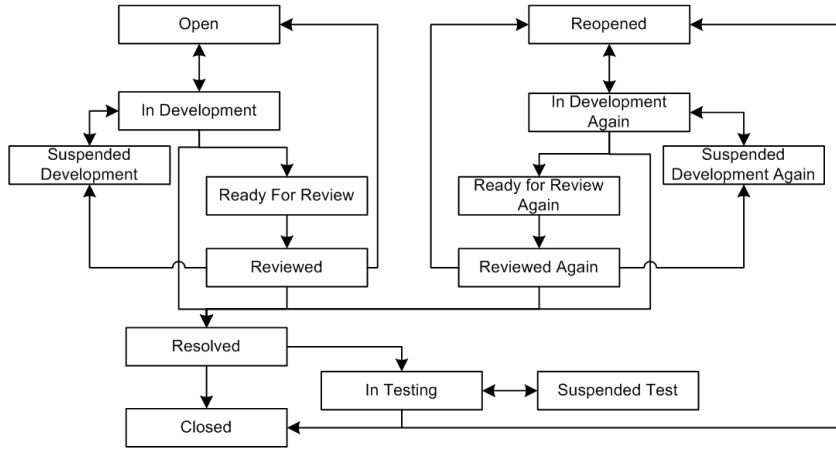 Open
Reopened
In Development
In Development
Again
Suspended
Development
Suspended
Development Again
Ready For Review
Ready for Review
Again
Reviewed
Reviewed Again
Resolved
In Testing
Suspended Test
Closed